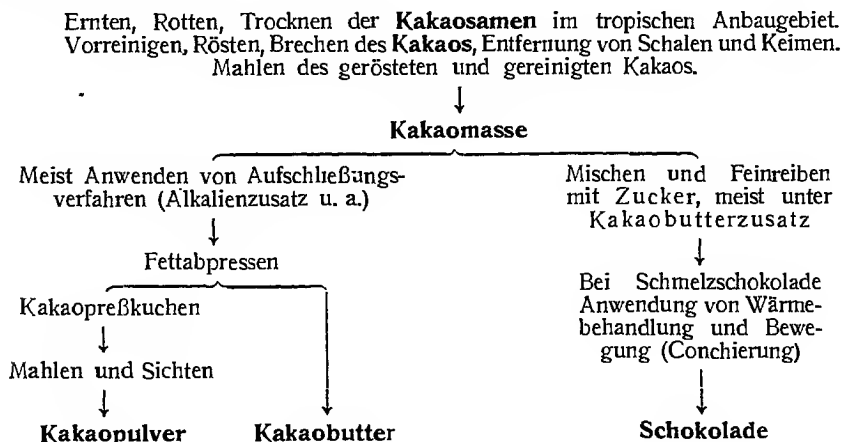 Ernten, Rotten, Trocknen der Kakaosamen im tropischen Anbaugebiet.
Vorreinigen, Rösten, Brechen des Kakaos, Entfernung von Schalen und Keimen.
Mahlen des gerösteten und gereinigten Kakaos.
Kakaomasse
Meist Anwenden von Aufschließungs-
verfahren (Alkalienzusatz u. a.)
Fettabpressen
Kakaopreßkuchen
Mahlen und Sichten
Kakaopulver
Kakaobutter
Mischen und Feinreiben
mit Zucker, meist unter
Kakaobutterzusatz
Bei Schmelzschokolade
Anwendung von Wärme-
behandlung und Bewe-
gung (Conchierung)
Schokolade